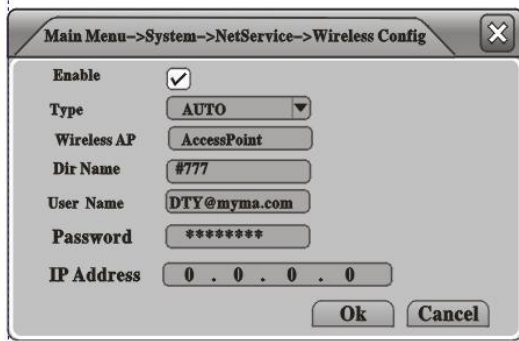 Main Menu->System->NetService->Wireless Config
Enable
Type AUTO
Wireless AP AccessPoint
Dir Name #777
User Name DTY@myma.com
Password ********
IP Address 0 . 0 . 0 . 0
Ok Cancel